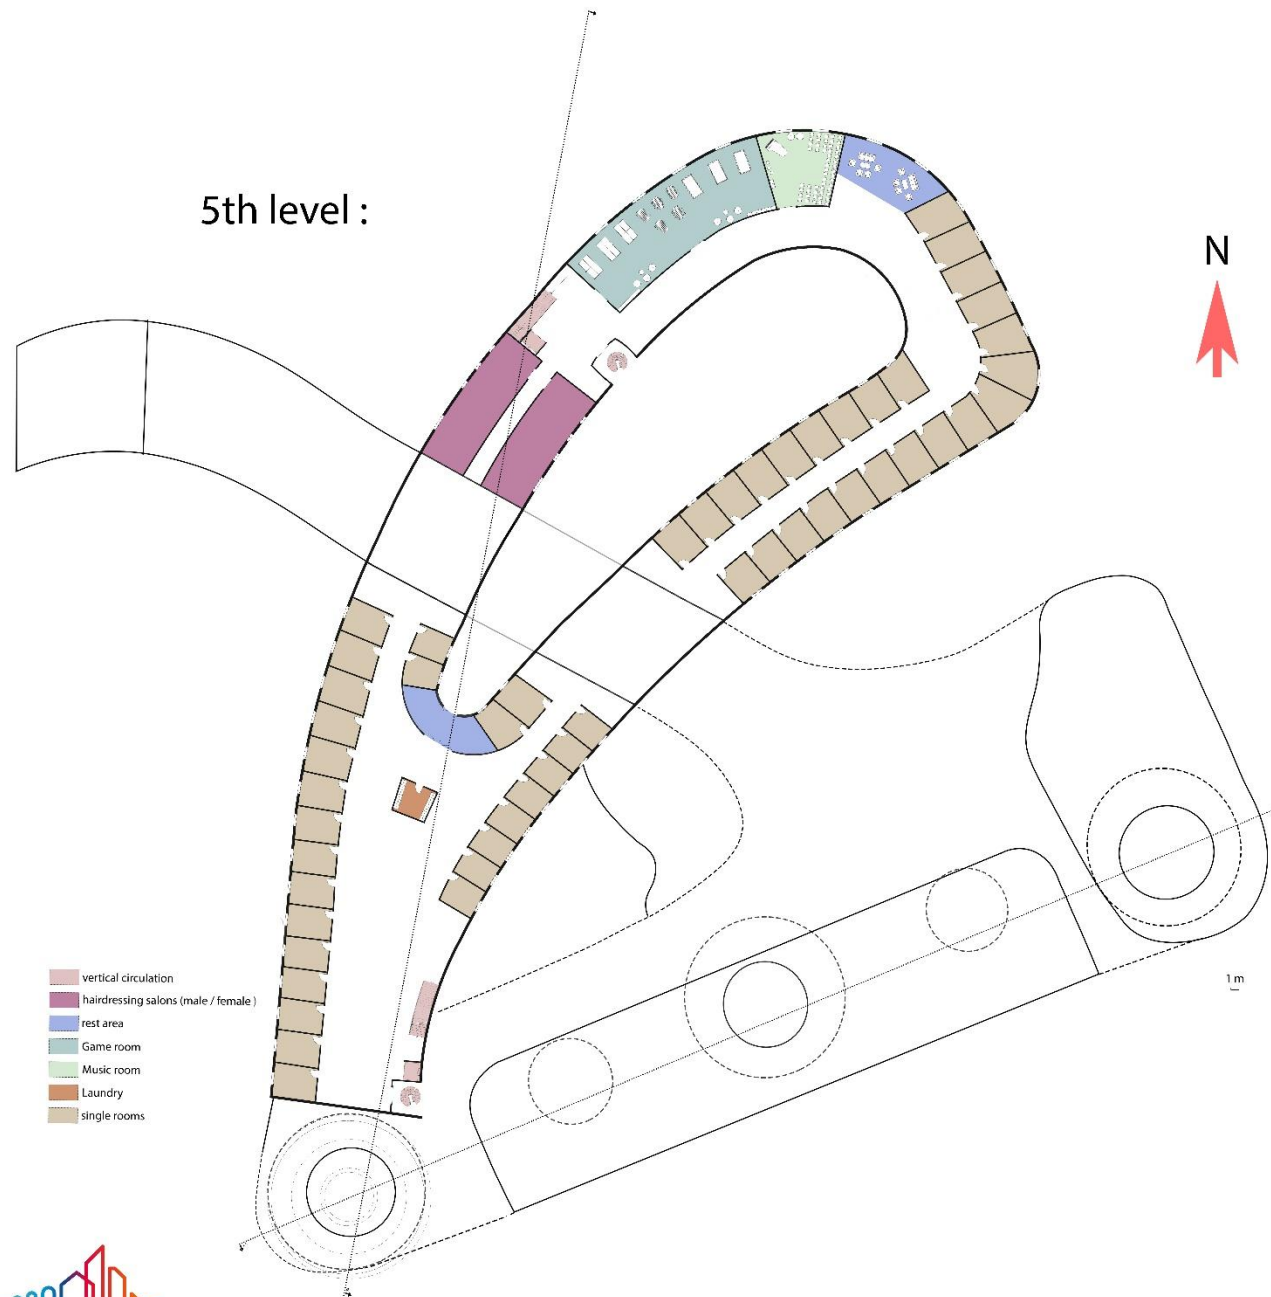 5th level :
N
vertical circulation
hairdressing salons (male / female )
rest area
Game room
Music room
Laundry
single rooms
1 m